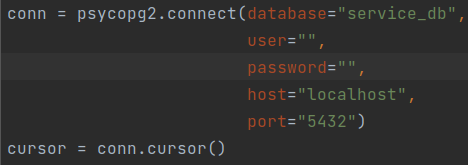 conn = psycopg2.connect(database="service_db",
user="",
password="",
host="localhost",
port="5432")
cursor = conn.cursor()